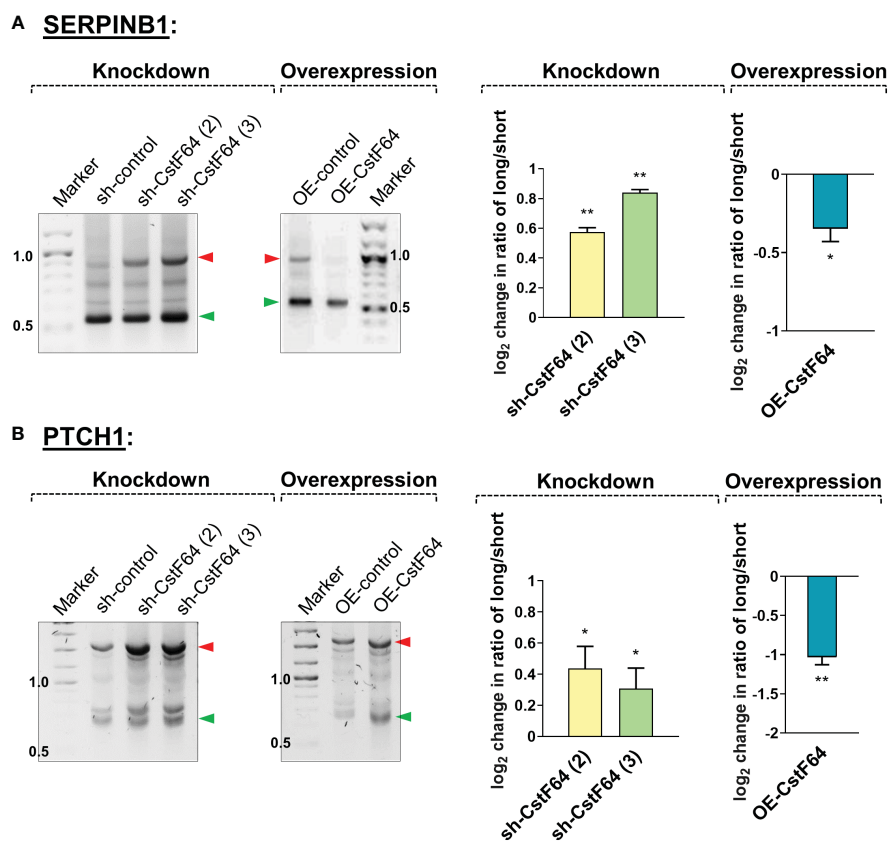 A SERPINB1:
Knockdown Overexpression Knockdown Overexpression
Marker sh-control sh-CstF64 (2) sh-CstF64 (3)
OE-control OE-CstF64 Marker
1.0
0.5
1.0
0.5
log2 change in ratio of long/short
1
0.8
0.6
0.4
0.2
0
**
**
sh-CstF64 (2) sh-CstF64 (3)
log2 change in ratio of long/short
0
-0.5
-1
*
OE-CstF64
B PTCH1:
Knockdown Overexpression Knockdown Overexpression
Marker sh-control sh-CstF64 (2) sh-CstF64 (3)
Marker OE-control OE-CstF64
1.0
0.5
1.0
0.5
log2 change in ratio of long/short
1
0.8
0.6
0.4
0.2
0
*
*
sh-CstF64 (2) sh-CstF64 (3)
log2 change in ratio of long/short
0
-0.5
-1
-1.5
-2
**
OE-CstF64